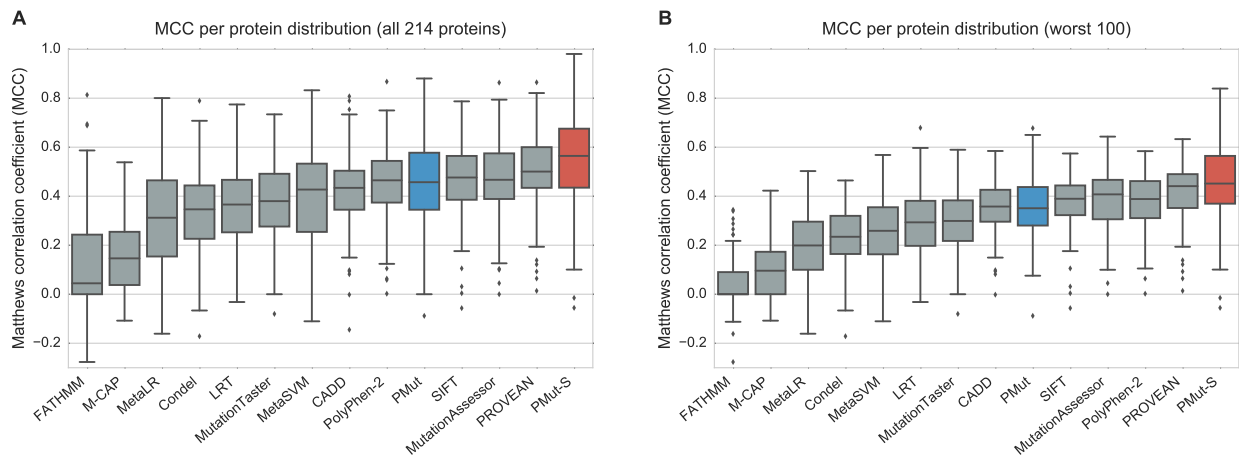 A
MCC per protein distribution (all 214 proteins)
Matthews correlation coefficient (MCC)
1.0
0.8
0.6
0.4
0.2
0.0
−0.2
FATHMM
M-CAP
MetaLR
Condel
LRT
MutationTaster
MetaSVM
CADD
PolyPhen-2
PMut
SIFT
MutationAssessor
PROVEAN
PMut-S
B
MCC per protein distribution (worst 100)
Matthews correlation coefficient (MCC)
1.0
0.8
0.6
0.4
0.2
0.0
−0.2
FATHMM
M-CAP
MetaLR
Condel
MetaSVM
LRT
MutationTaster
CADD
PMut
SIFT
MutationAssessor
PolyPhen-2
PROVEAN
PMut-S